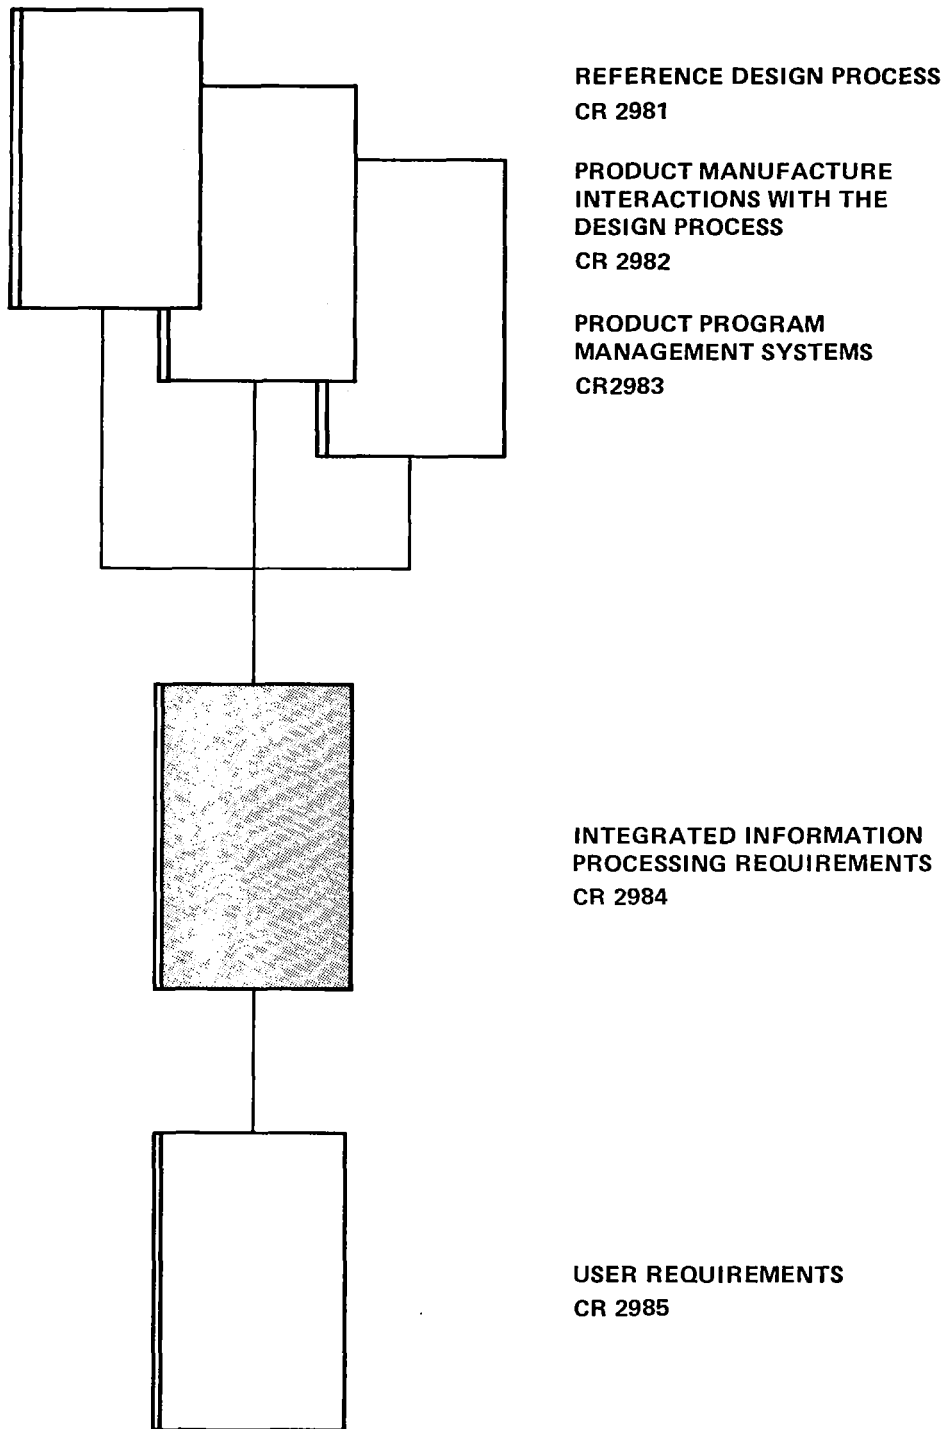 REFERENCE DESIGN PROCESS
CR 2981
PRODUCT MANUFACTURE
INTERACTIONS WITH THE
DESIGN PROCESS
CR 2982
PRODUCT PROGRAM
MANAGEMENT SYSTEMS
CR2983
INTEGRATED INFORMATION
PROCESSING REQUIREMENTS
CR 2984
USER REQUIREMENTS
CR 2985